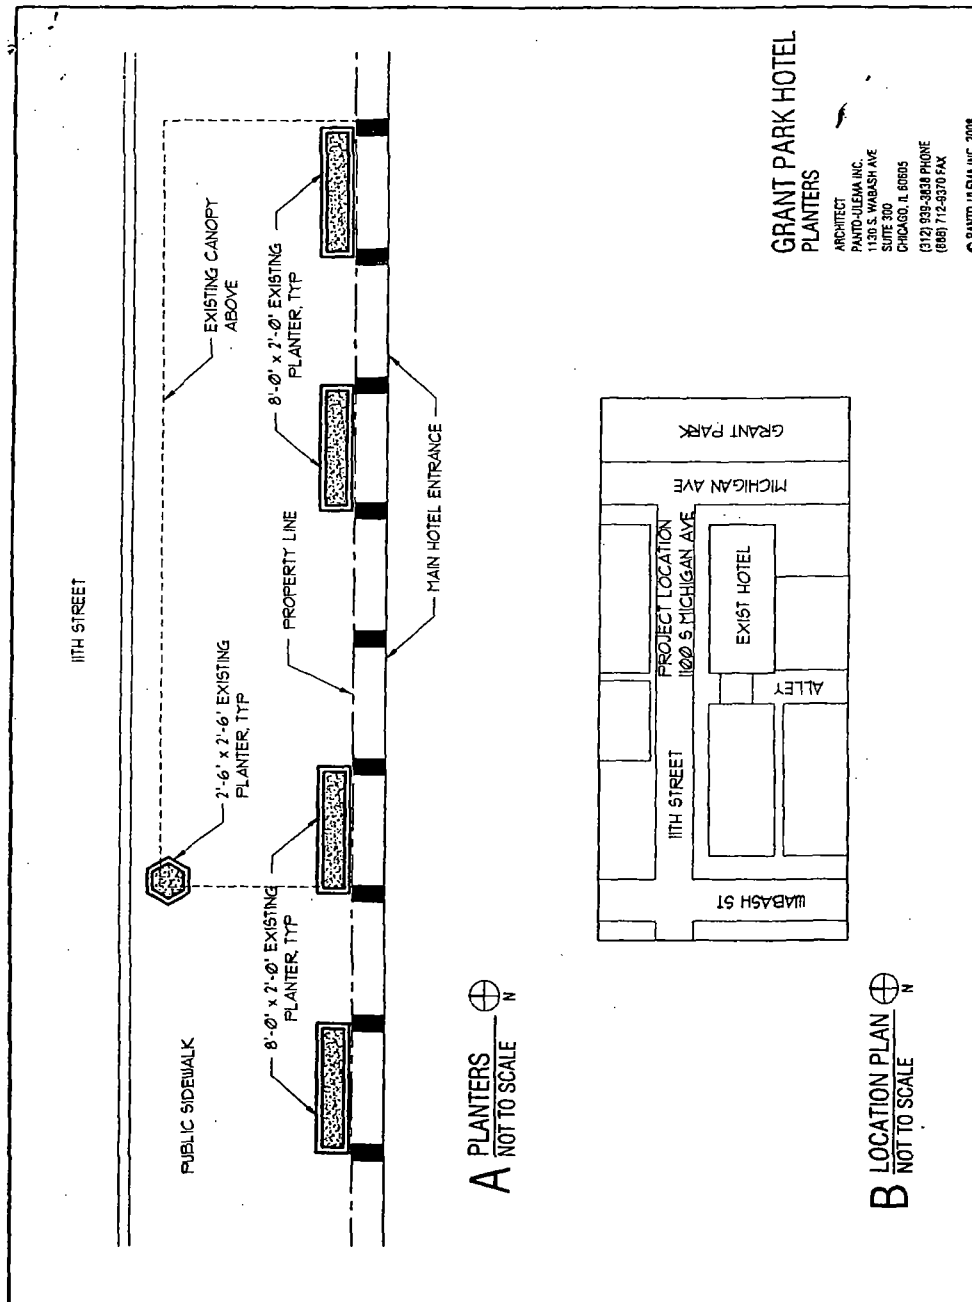 11TH STREET
PUBLIC SIDEWALK
2'-6' x 2'-6' EXISTING
PLANTER, TYP
EXISTING CANOPY
ABOVE
8'-0' x 2'-0' EXISTING
PLANTER, TYP
PROPERTY LINE
8'-0' x 2'-0' EXISTING
PLANTER, TYP
MAIN HOTEL ENTRANCE
A PLANTERS
NOT TO SCALE
N
WABASH ST
11TH STREET
PROJECT LOCATION
1100 S MICHIGAN AVE
EXIST HOTEL
ALLEY
MICHIGAN AVE
GRANT PARK
B LOCATION PLAN
NOT TO SCALE
N
GRANT PARK HOTEL
PLANTERS
ARCHITECT
PANTO-ULEMA INC.
1130 S. WABASH AVE
SUITE 300
CHICAGO, IL 60605
(312) 939-3838 PHONE
(888) 712-9370 FAX
© PANTO ULEMA INC. 2008